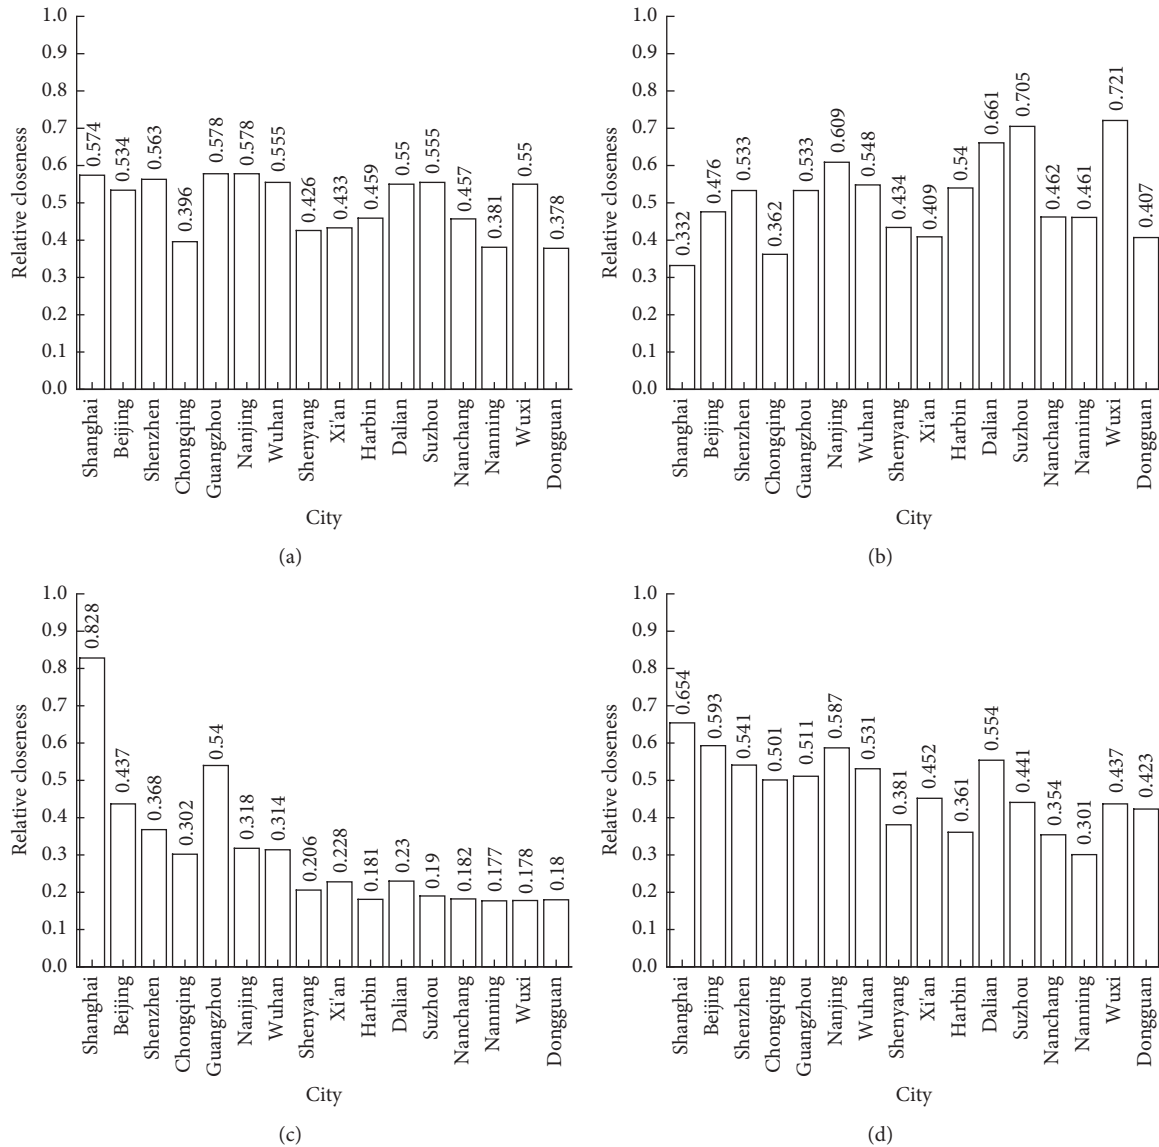 Relative closeness
1.0
0.9
0.8
0.7
0.6
0.5
0.4
0.3
0.2
0.1
0.0
0.574
0.534
0.563
0.396
0.578
0.578
0.555
0.426
0.433
0.459
0.55
0.555
0.457
0.381
0.55
0.378
Shanghai
Beijing
Shenzhen
Chongqing
Guangzhou
Nanjing
Wuhan
Shenyang
Xi'an
Harbin
Dalian
Suzhou
Nanchang
Nanning
Wuxi
Dongguan
City
(a)
Relative closeness
1.0
0.9
0.8
0.7
0.6
0.5
0.4
0.3
0.2
0.1
0.0
0.332
0.476
0.533
0.362
0.533
0.609
0.548
0.434
0.409
0.54
0.661
0.705
0.462
0.461
0.721
0.407
Shanghai
Beijing
Shenzhen
Chongqing
Guangzhou
Nanjing
Wuhan
Shenyang
Xi'an
Harbin
Dalian
Suzhou
Nanchang
Nanning
Wuxi
Dongguan
City
(b)
Relative closeness
1.0
0.9
0.8
0.7
0.6
0.5
0.4
0.3
0.2
0.1
0.0
0.828
0.437
0.368
0.302
0.54
0.318
0.314
0.206
0.228
0.181
0.23
0.19
0.182
0.177
0.178
0.18
Shanghai
Beijing
Shenzhen
Chongqing
Guangzhou
Nanjing
Wuhan
Shenyang
Xi'an
Harbin
Dalian
Suzhou
Nanchang
Nanning
Wuxi
Dongguan
City
(c)
Relative closeness
1.0
0.9
0.8
0.7
0.6
0.5
0.4
0.3
0.2
0.1
0.0
0.654
0.593
0.541
0.501
0.511
0.587
0.531
0.381
0.452
0.361
0.554
0.441
0.354
0.301
0.437
0.423
Shanghai
Beijing
Shenzhen
Chongqing
Guangzhou
Nanjing
Wuhan
Shenyang
Xi'an
Harbin
Dalian
Suzhou
Nanchang
Nanning
Wuxi
Dongguan
City
(d)